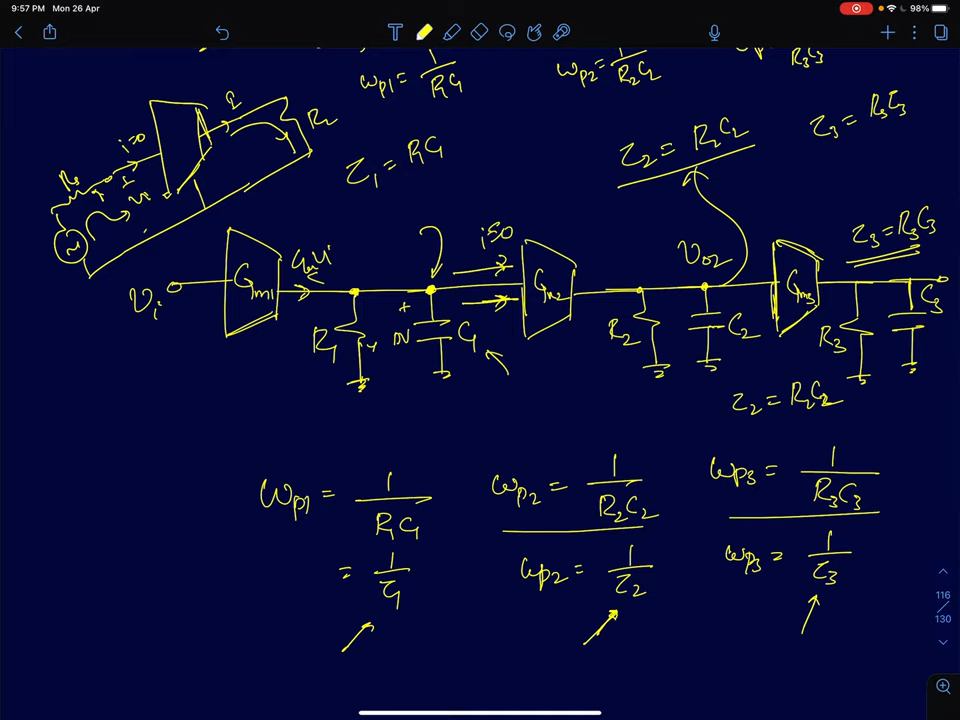 9:57 PM Mon 26 Apr
98%
ωp1 = 1/R1C1
ωp2 = 1/R2C2
R3C3
τ3 = R3C3
τ2 = R2C2
τ1 = R1C1
i=0
R2
τ3 = R3C3
i=0
Vi
Gm1
Gm2
Vo2
Gm3
R1
C1
R2
C2
R3
C3
τ2 = R2C2
ωp1 = 1/R1C1
= 1/τ1
ωp2 = 1/R2C2
ωp2 = 1/τ2
ωp3 = 1/R3C3
ωp3 = 1/τ3
116
130